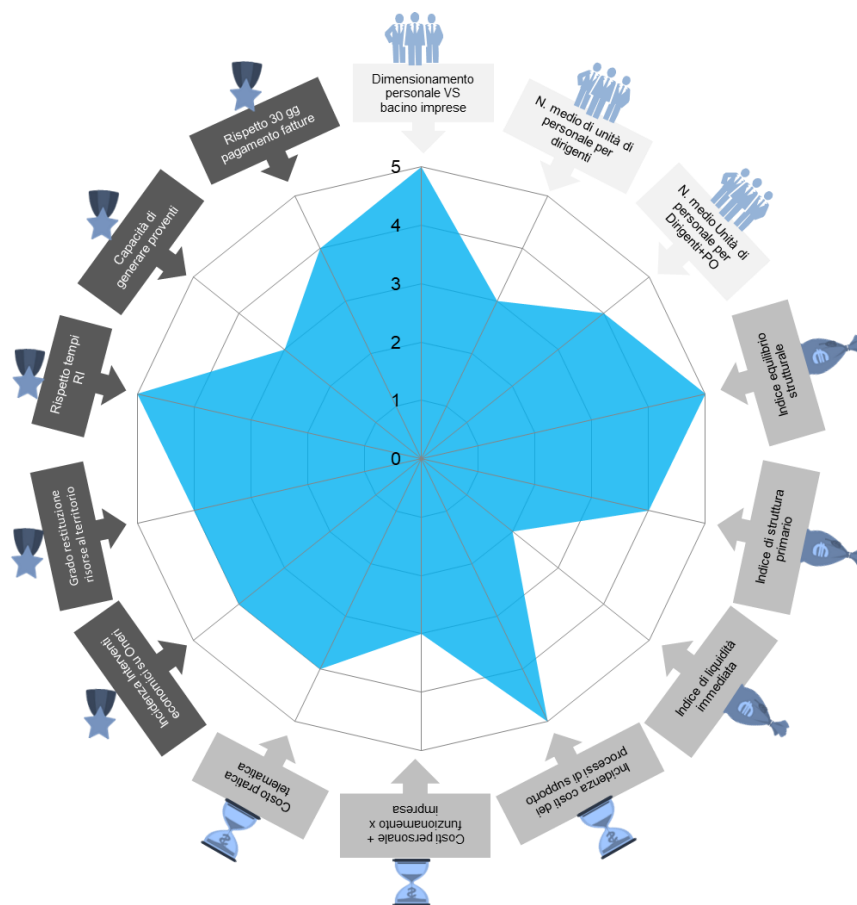 Dimensionamento
personale VS
bacino imprese
N. medio di unità di
personale per
dirigenti
N. medio Unità di
personale per
Dirigenti+PO
Indice equilibrio
strutturale
Indice di struttura
primario
Indice di liquidità
immediata
Incidenza costi dei
processi di supporto
Costi personale +
funzionamento x
impresa
Costo pratica
telematica
Incidenza Interventi
economici su Oneri
Grado restituzione
risorse al territorio
Rispetto tempi
RI
Capacità di
generare proventi
Rispetto 30 gg
pagamento fatture
5
4
3
2
1
0
€
€
€
$
$
$